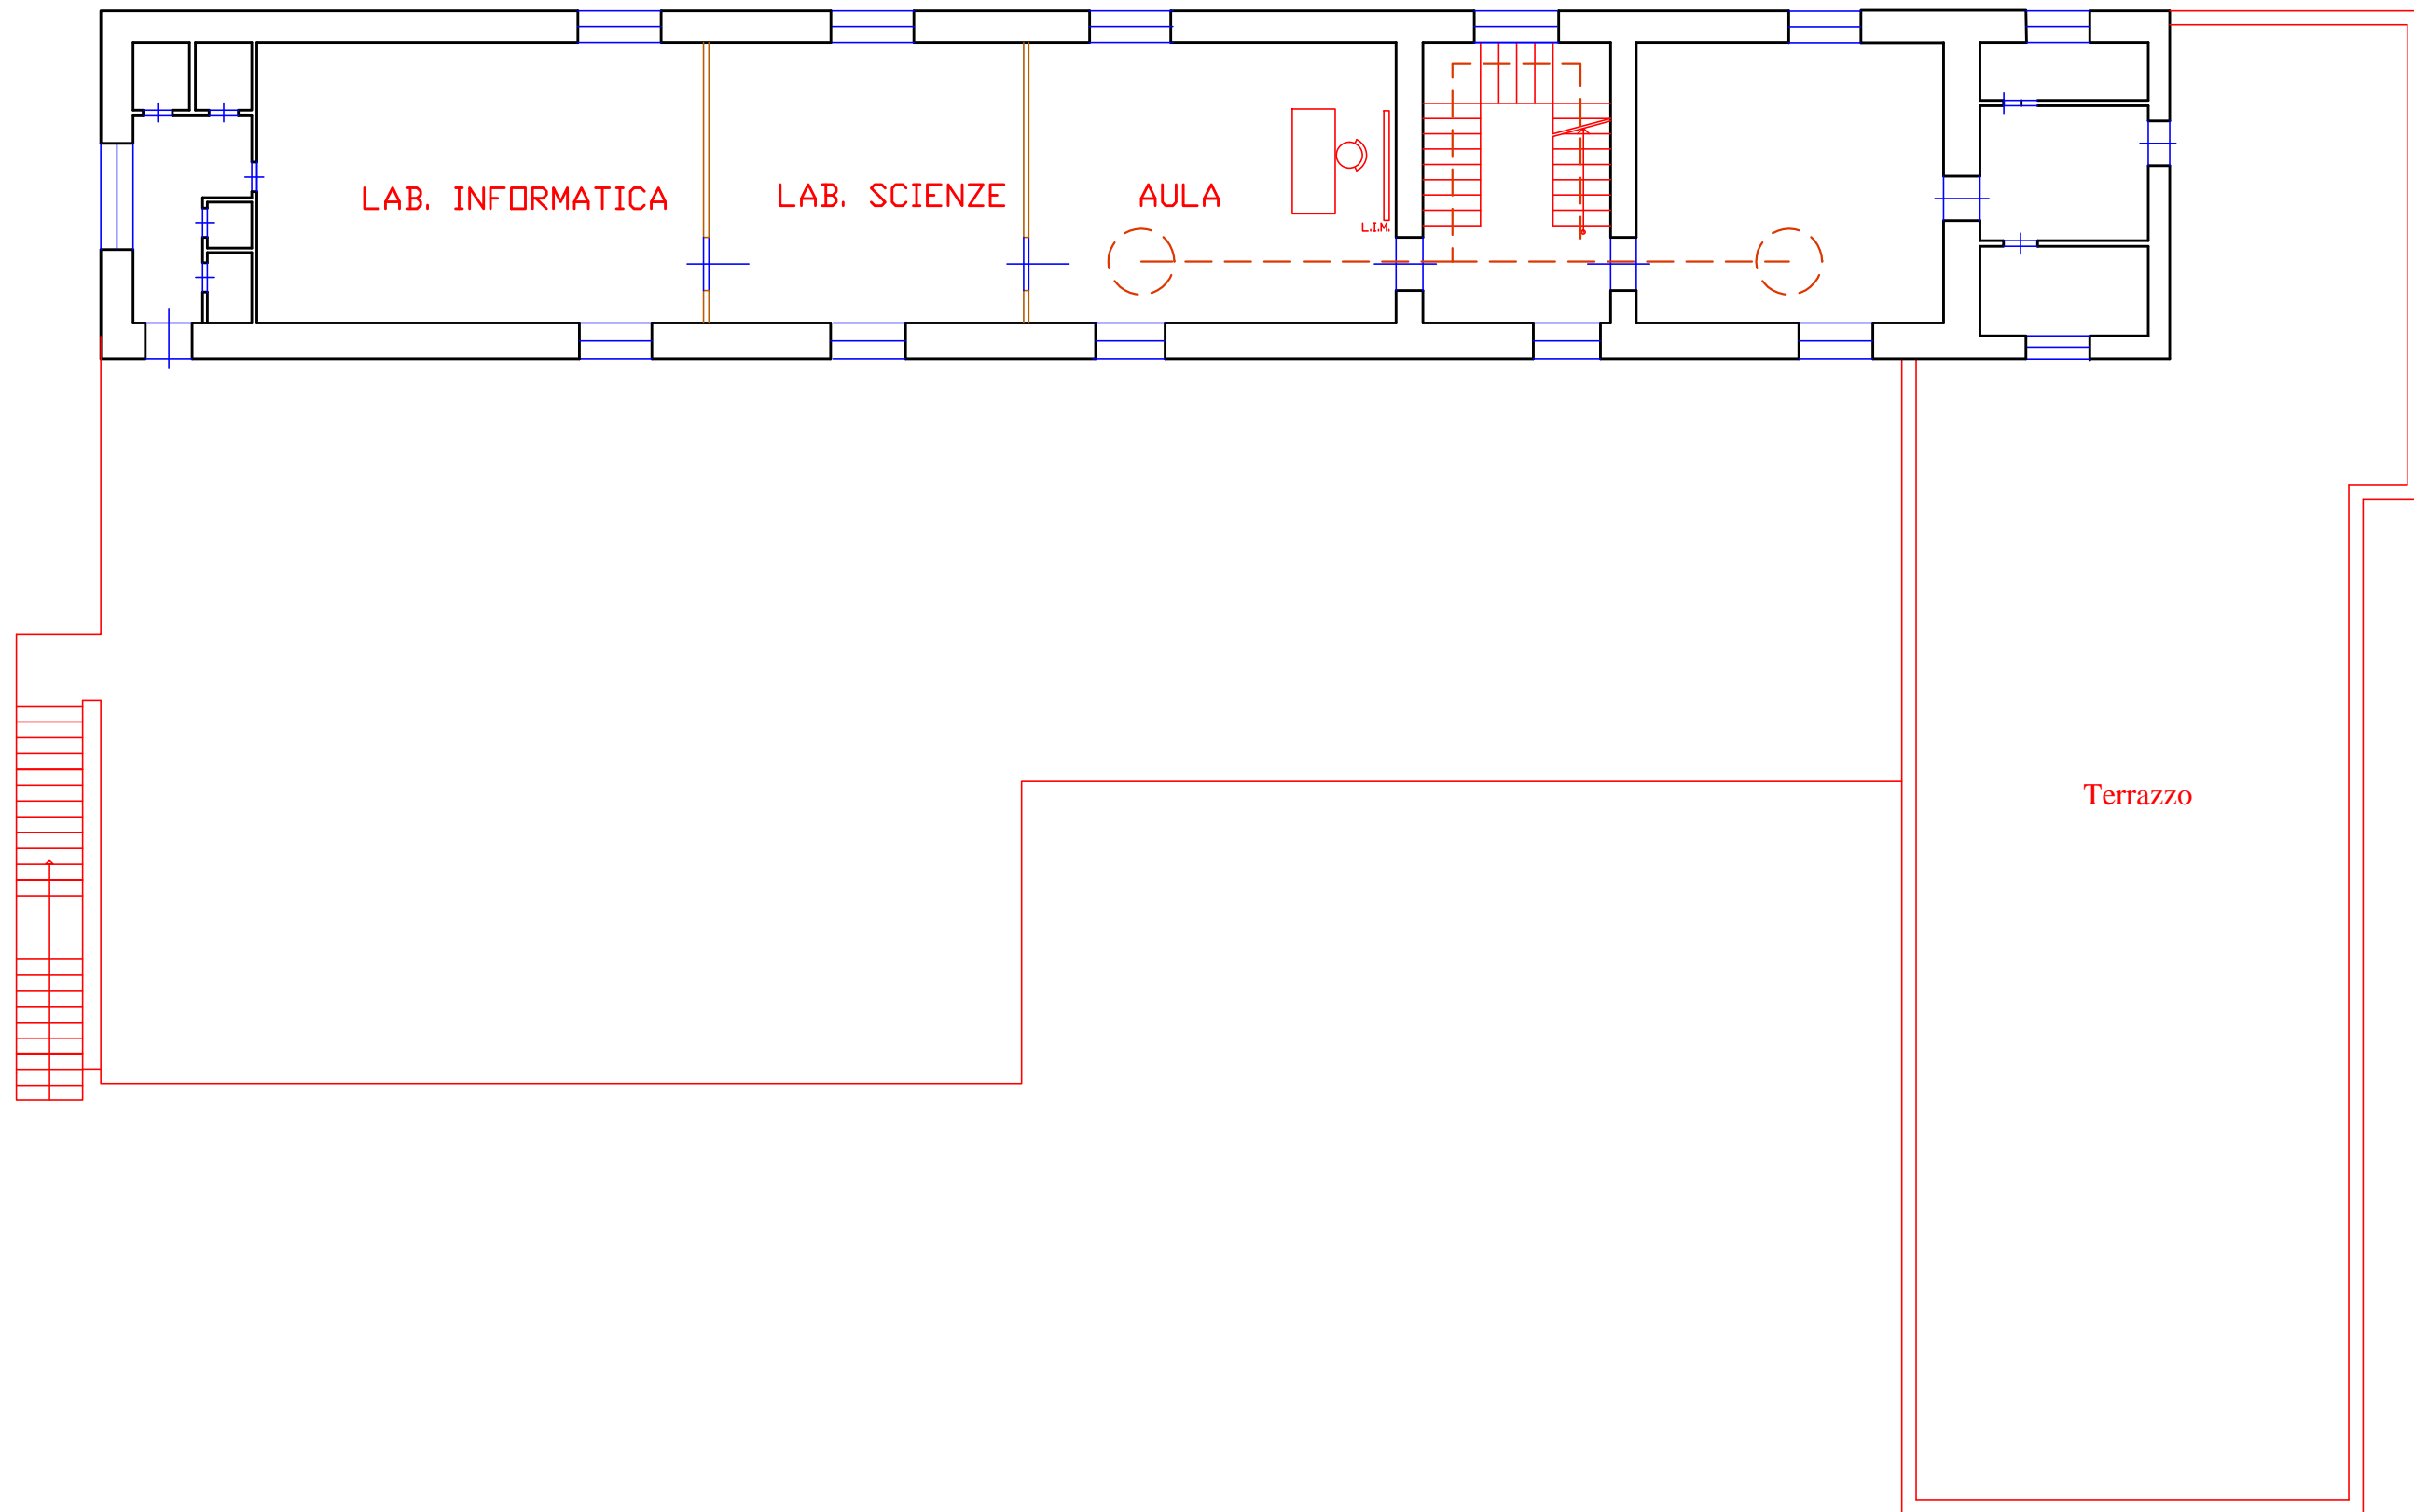 LAB. INFORMATICA
LAB. SCIENZE
AULA
L.I.M.
Terrazzo